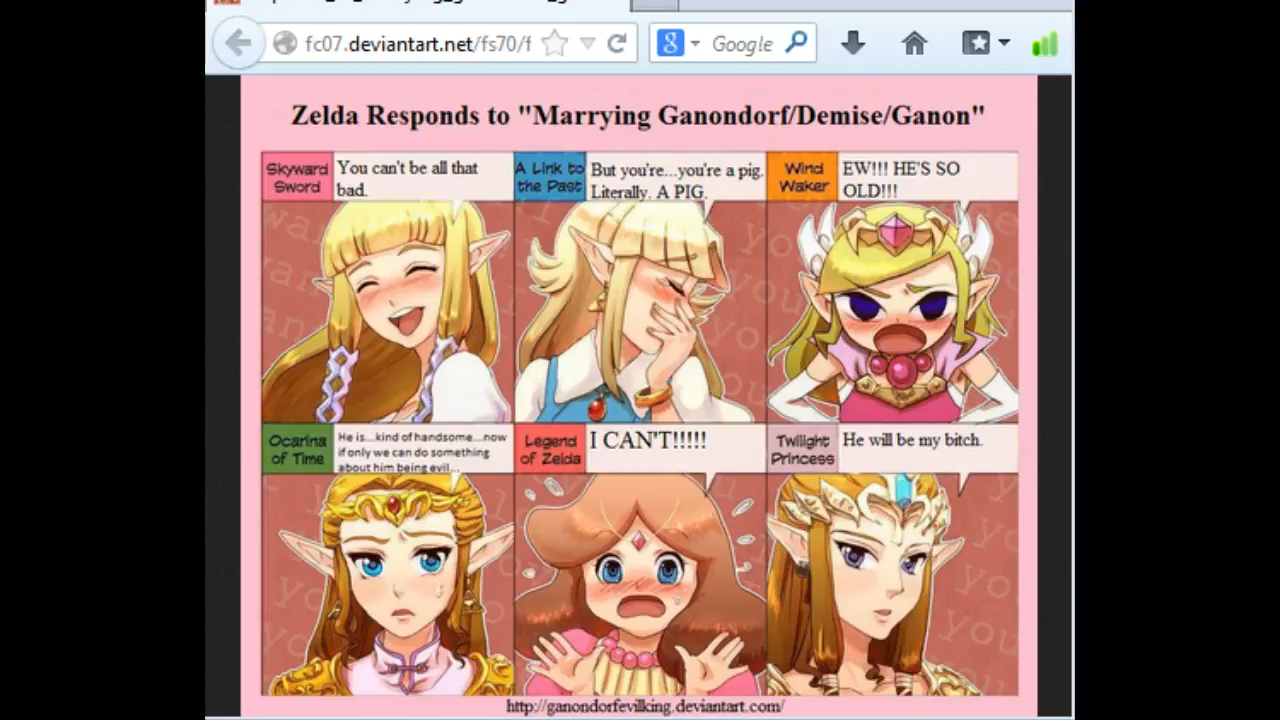 fc07.deviantart.net/fs70/f
8
Google
Zelda Responds to "Marrying Ganondorf/Demise/Ganon"
Skyward
Sword
You can't be all that
bad.
A Link to
the Past
But you're...you're a pig.
Literally. A PIG.
Wind
Waker
EW!!! HE'S SO
OLD!!!
Ocarina
of Time
He is...kind of handsome...now
if only we can do something
about him being evil...
Legend
of Zelda
I CAN'T!!!!!
Twilight
Princess
He will be my bitch.
http://ganondorfevilking.deviantart.com/